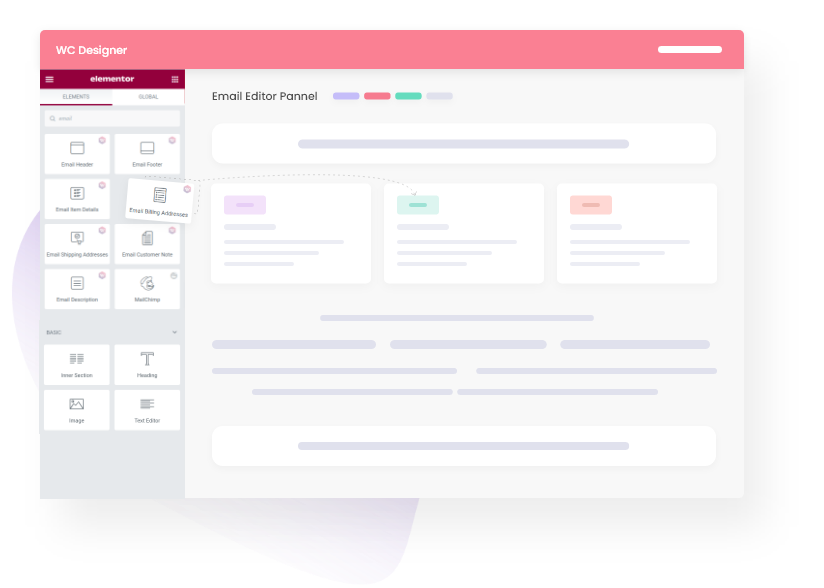 WC Designer
elementor
ELEMENTS GLOBAL
email
Email Header Email Footer
Email Item Details Email Billing Addresses
Email Shipping Addresses Email Customer Note
Email Description MailChimp
BASIC
Inner Section Heading
Image Text Editor
Email Editor Pannel